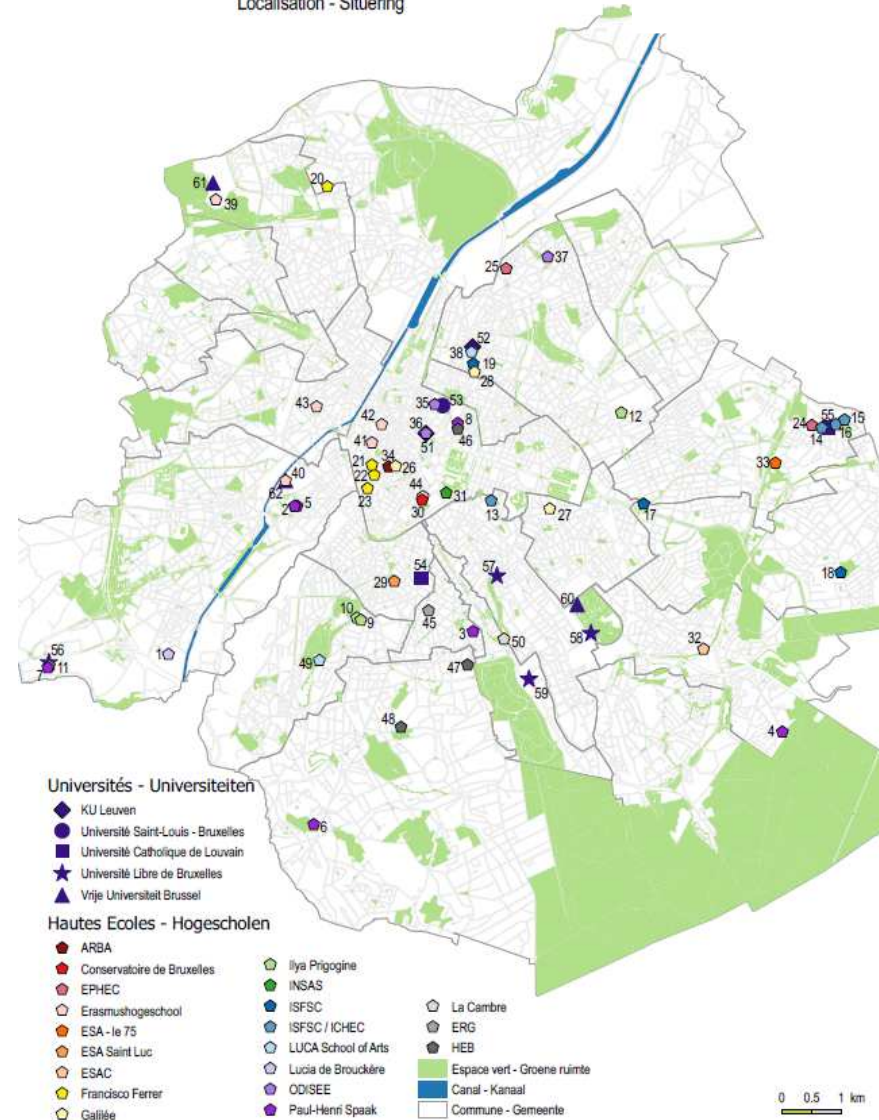 Localisation - Situering
61
39
20
25
37
52
38
19
28
43
42
35
53
8
46
36
51
41
21
34
26
22
23
44
30
31
13
27
12
24
55
15
14
16
33
17
18
40
62
2
5
54
29
57
60
58
10
9
45
3
50
32
1
49
47
59
56
7
11
48
4
6
Universités - Universiteiten
KU Leuven
Université Saint-Louis - Bruxelles
Université Catholique de Louvain
Université Libre de Bruxelles
Vrije Universiteit Brussel
Hautes Ecoles - Hogescholen
ARBA
Conservatoire de Bruxelles
EPHEC
Erasmushogeschool
ESA - le 75
ESA Saint Luc
ESAC
Francisco Ferrer
Galilée
Ilya Prigogine
INSAS
ISFSC
ISFSC / ICHEC
LUCA School of Arts
Lucia de Brouckère
ODISEE
Paul-Henri Spaak
La Cambre
ERG
HEB
Espace vert - Groene ruimte
Canal - Kanaal
Commune - Gemeente
0 0.5 1 km